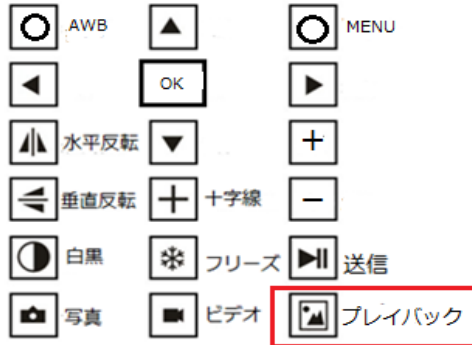 AWB MENU
OK
水平反転 +
垂直反転 十字線 −
白黒 フリーズ 送信
写真 ビデオ プレイバック